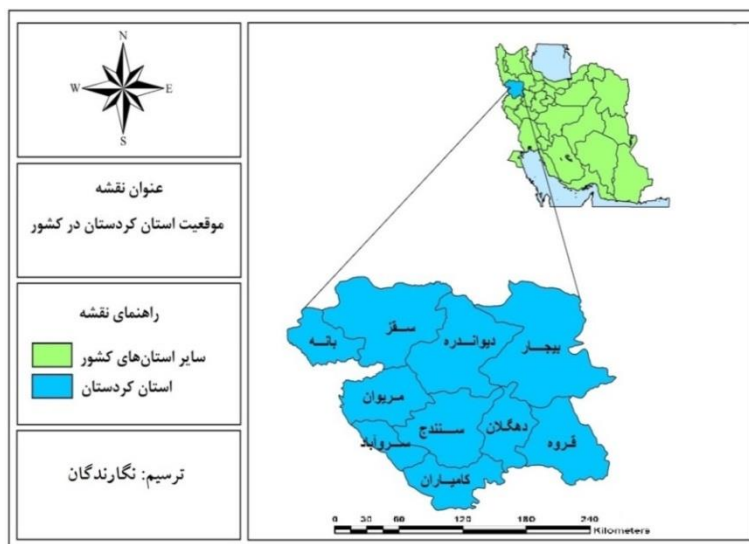 N
W
E
S
عنوان نقشه
موقعیت استان کردستان در کشور
راهنمای نقشه
سایر استان‌های کشور
استان کردستان
ترسیم: نگارندگان
سقز
بانه
دیواندره
بیجار
مریوان
سنندج
دهگلان
قروه
سروآباد
کامیاران
0 15 30 60 120 180 240
Kilometers